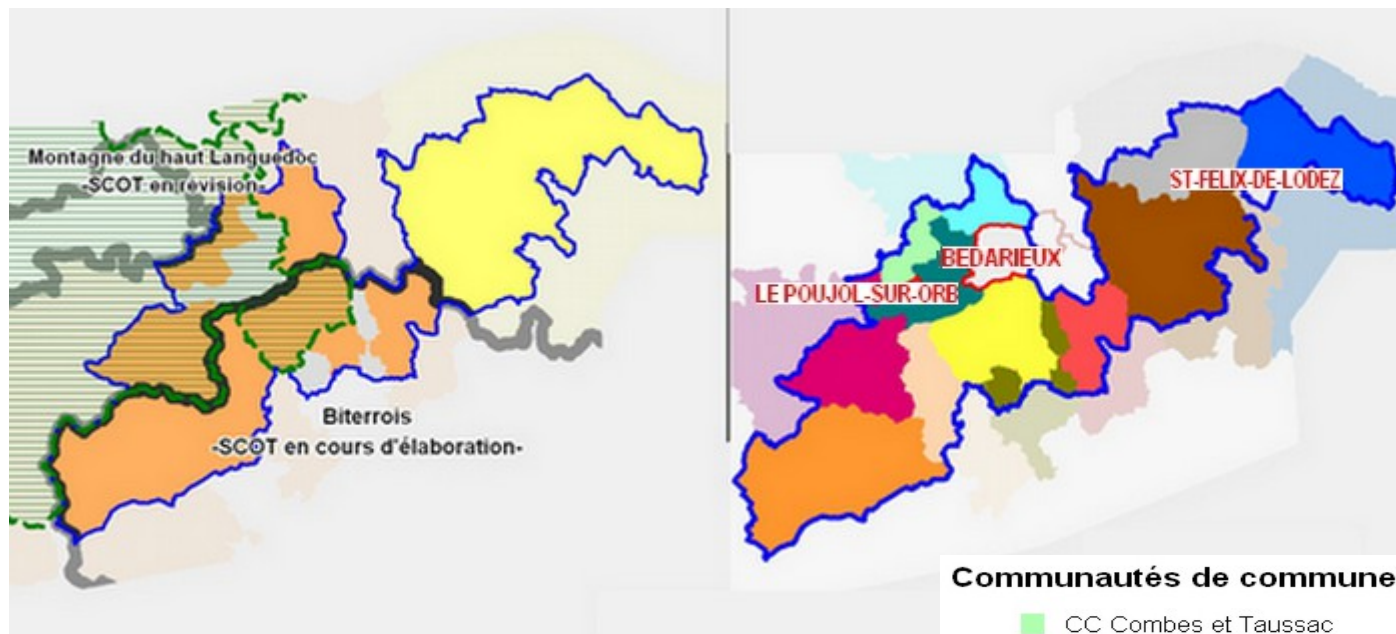 Montagne du haut Languedoc
-SCOT en révision-
Biterrois
-SCOT en cours d'élaboration-
ST-FELIX-DE-LODEZ
BEDARIEUX
LE POUJOL-SUR-ORB
Communautés de commune
CC Combes et Taussac